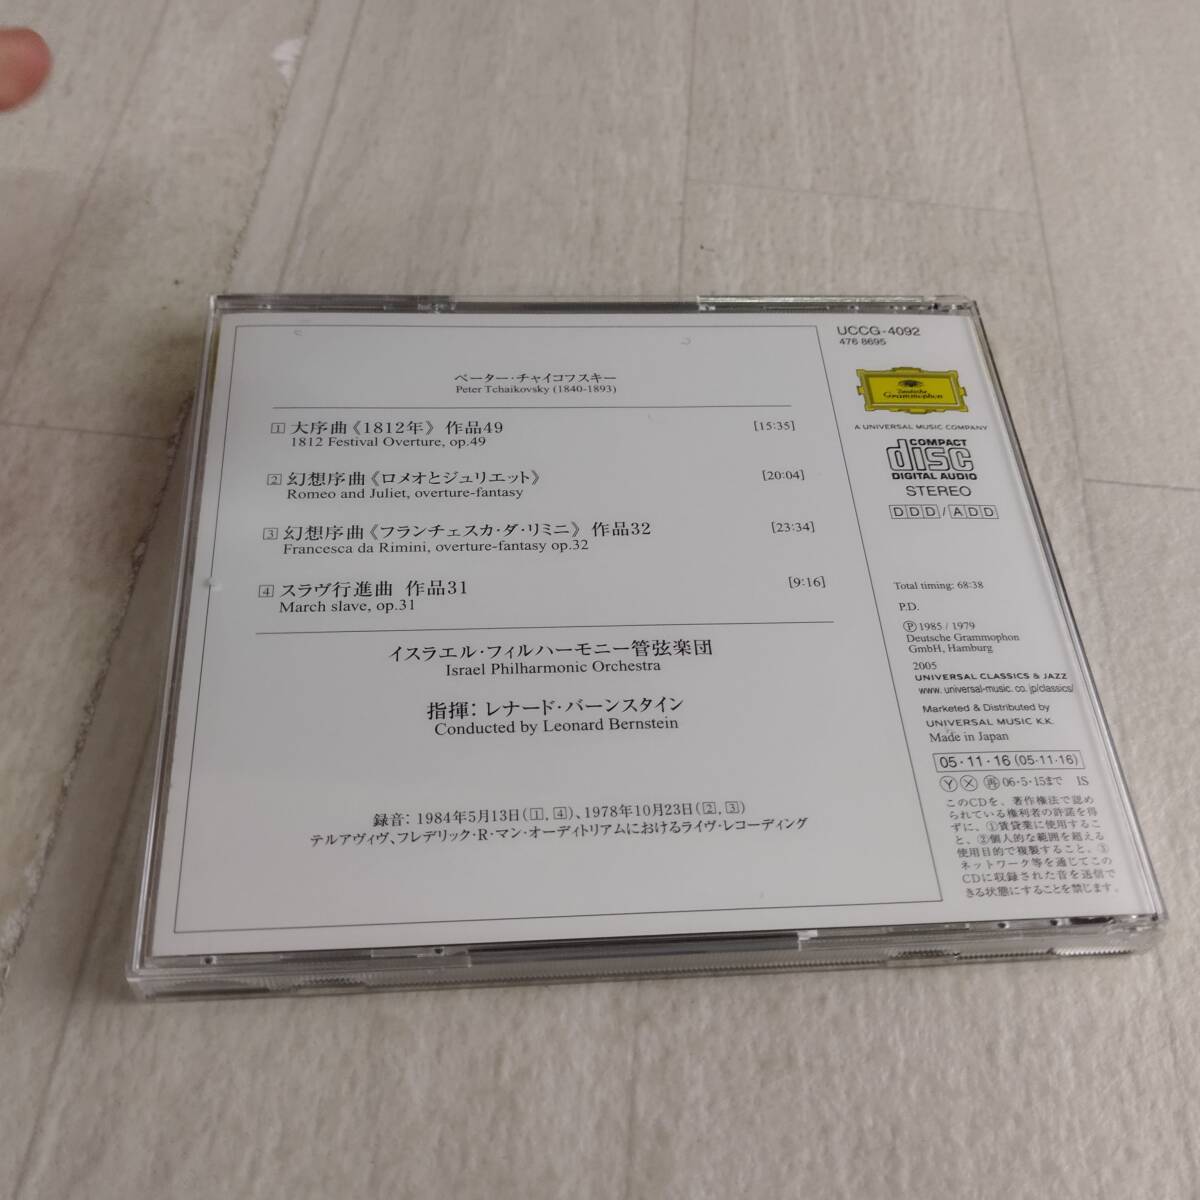 ペーター・チャイコフスキー
Peter Tchaikovsky (1840-1893)
1 大序曲《1812年》 作品49 [15:35]
1812 Festival Overture, op.49
2 幻想序曲《ロメオとジュリエット》 [20:04]
Romeo and Juliet, overture-fantasy
3 幻想序曲《フランチェスカ・ダ・リミニ》 作品32 [23:34]
Francesca da Rimini, overture-fantasy op.32
4 スラヴ行進曲 作品31 [9:16]
March slave, op.31
イスラエル・フィルハーモニー管弦楽団
Israel Philharmonic Orchestra
指揮: レナード・バーンスタイン
Conducted by Leonard Bernstein
録音: 1984年5月13日(1, 4)、1978年10月23日(2, 3)
テルアヴィヴ、フレデリック・R・マン・オーディトリアムにおけるライヴ・レコーディング
UCCG-4092
476 8695
Deutsche
Grammophon
A UNIVERSAL MUSIC COMPANY
COMPACT
disc
DIGITAL AUDIO
STEREO
DDD/ADD
Total timing: 68:38
P.D.
Ⓟ 1985 / 1979
Deutsche Grammophon
GmbH, Hamburg
2005
UNIVERSAL CLASSICS & JAZZ
www.universal-music.co.jp/classics/
Marketed & Distributed by
UNIVERSAL MUSIC K.K.
Made in Japan
05・11・16 (05・11・16)
Ⓨ Ⓧ 再 06・5・15まで IS
このCDを、著作権法で認め
られている権利者の許諾を得
ずに、①賃貸業に使用するこ
と、②個人的な範囲を超える
使用目的で複製すること、③
ネットワーク等を通じてこの
CDに収録された音を送信で
きる状態にすることを禁じます。